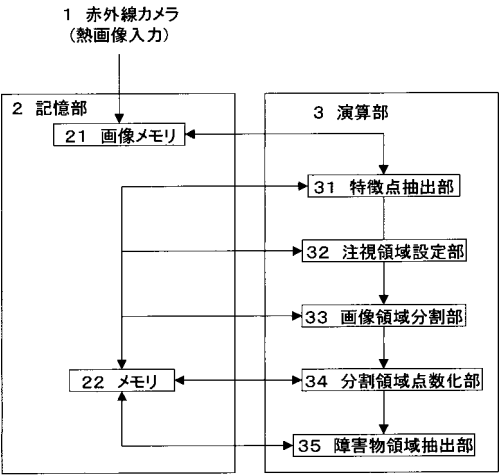 1 赤外線カメラ
（熱画像入力）
2 記憶部
21 画像メモリ
3 演算部
31 特徴点抽出部
32 注視領域設定部
33 画像領域分割部
22 メモリ
34 分割領域点数化部
35 障害物領域抽出部